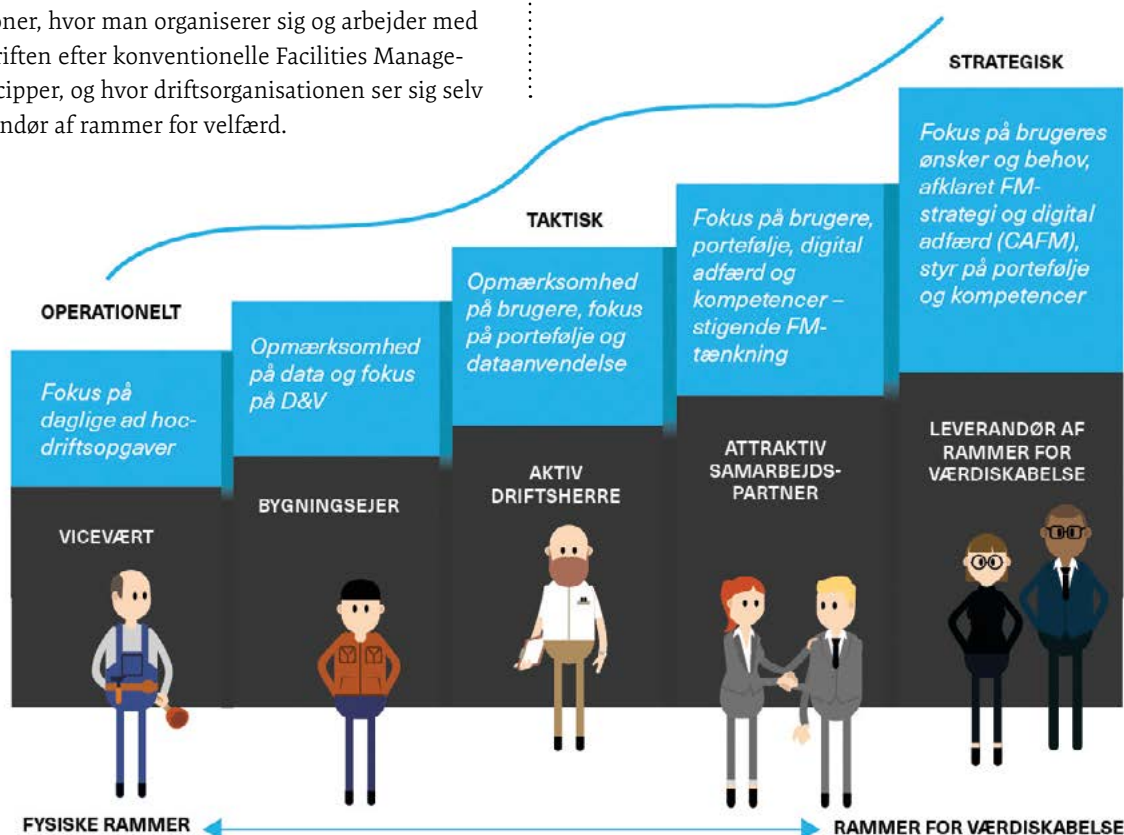 oner, hvor man organiserer sig og arbejder med
riften efter konventionelle Facilities Manage-
cipper, og hvor driftsorganisationen ser sig selv
ndør af rammer for velfærd.
OPERATIONELT
Fokus på
daglige ad hoc-
driftsopgaver
VICEVÆRT
Opmærksomhed
på data og fokus
på D&V
BYGNINGSEJER
TAKTISK
Opmærksomhed
på brugere, fokus
på portefølje og
dataanvendelse
AKTIV
DRIFTSHERRE
Fokus på brugere,
portefølje, digital
adfærd og
kompetencer –
stigende FM-
tænkning
ATTRAKTIV
SAMARBEJDS-
PARTNER
STRATEGISK
Fokus på brugeres
ønsker og behov,
afklaret FM-
strategi og digital
adfærd (CAFM),
styr på portefølje
og kompetencer
LEVERANDØR AF
RAMMER FOR
VÆRDISKABELSE
FYSISKE RAMMER
RAMMER FOR VÆRDISKABELSE